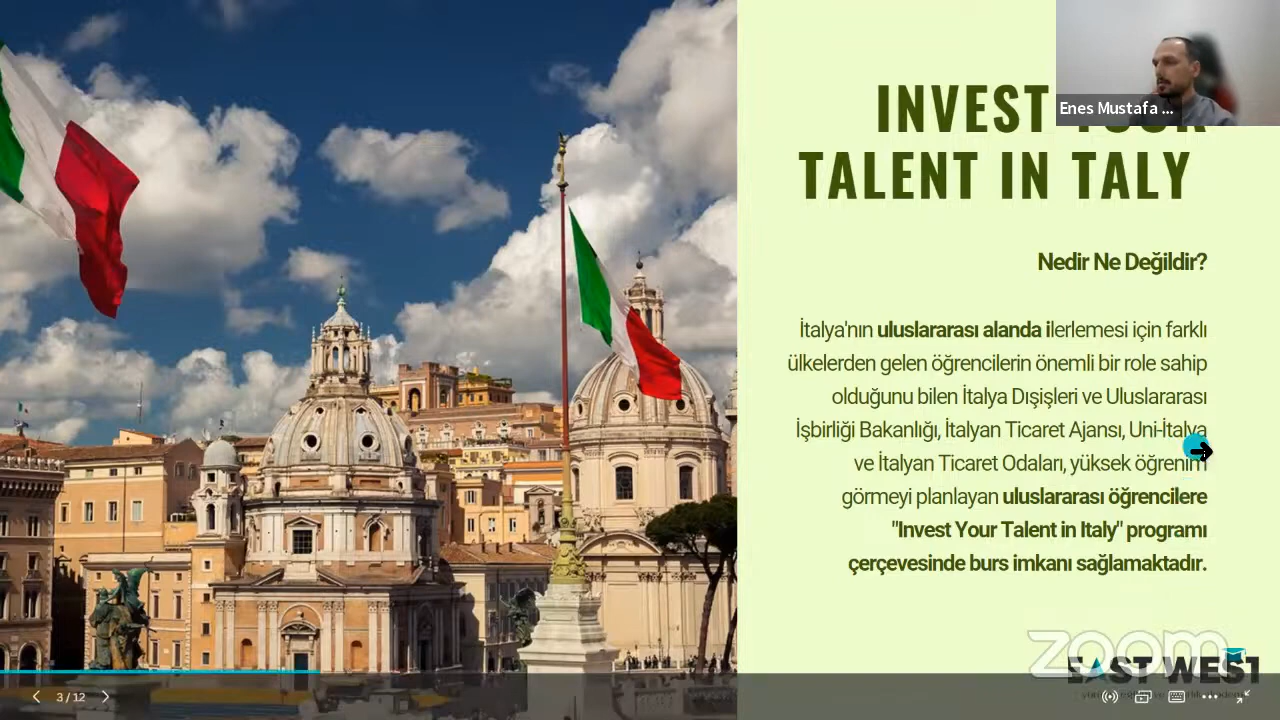 INVEST
TALENT IN TALY
Enes Mustafa ...
Nedir Ne Değildir?
İtalya'nın uluslararası alanda ilerlemesi için farklı
ülkelerden gelen öğrencilerin önemli bir role sahip
olduğunu bilen İtalya Dışişleri ve Uluslararası
İşbirliği Bakanlığı, İtalyan Ticaret Ajansı, Uni-İtalya
ve İtalyan Ticaret Odaları, yüksek öğrenim
görmeyi planlayan uluslararası öğrencilere
"Invest Your Talent in Italy" programı
çerçevesinde burs imkanı sağlamaktadır.
zoom
EAST WEST
3 / 12